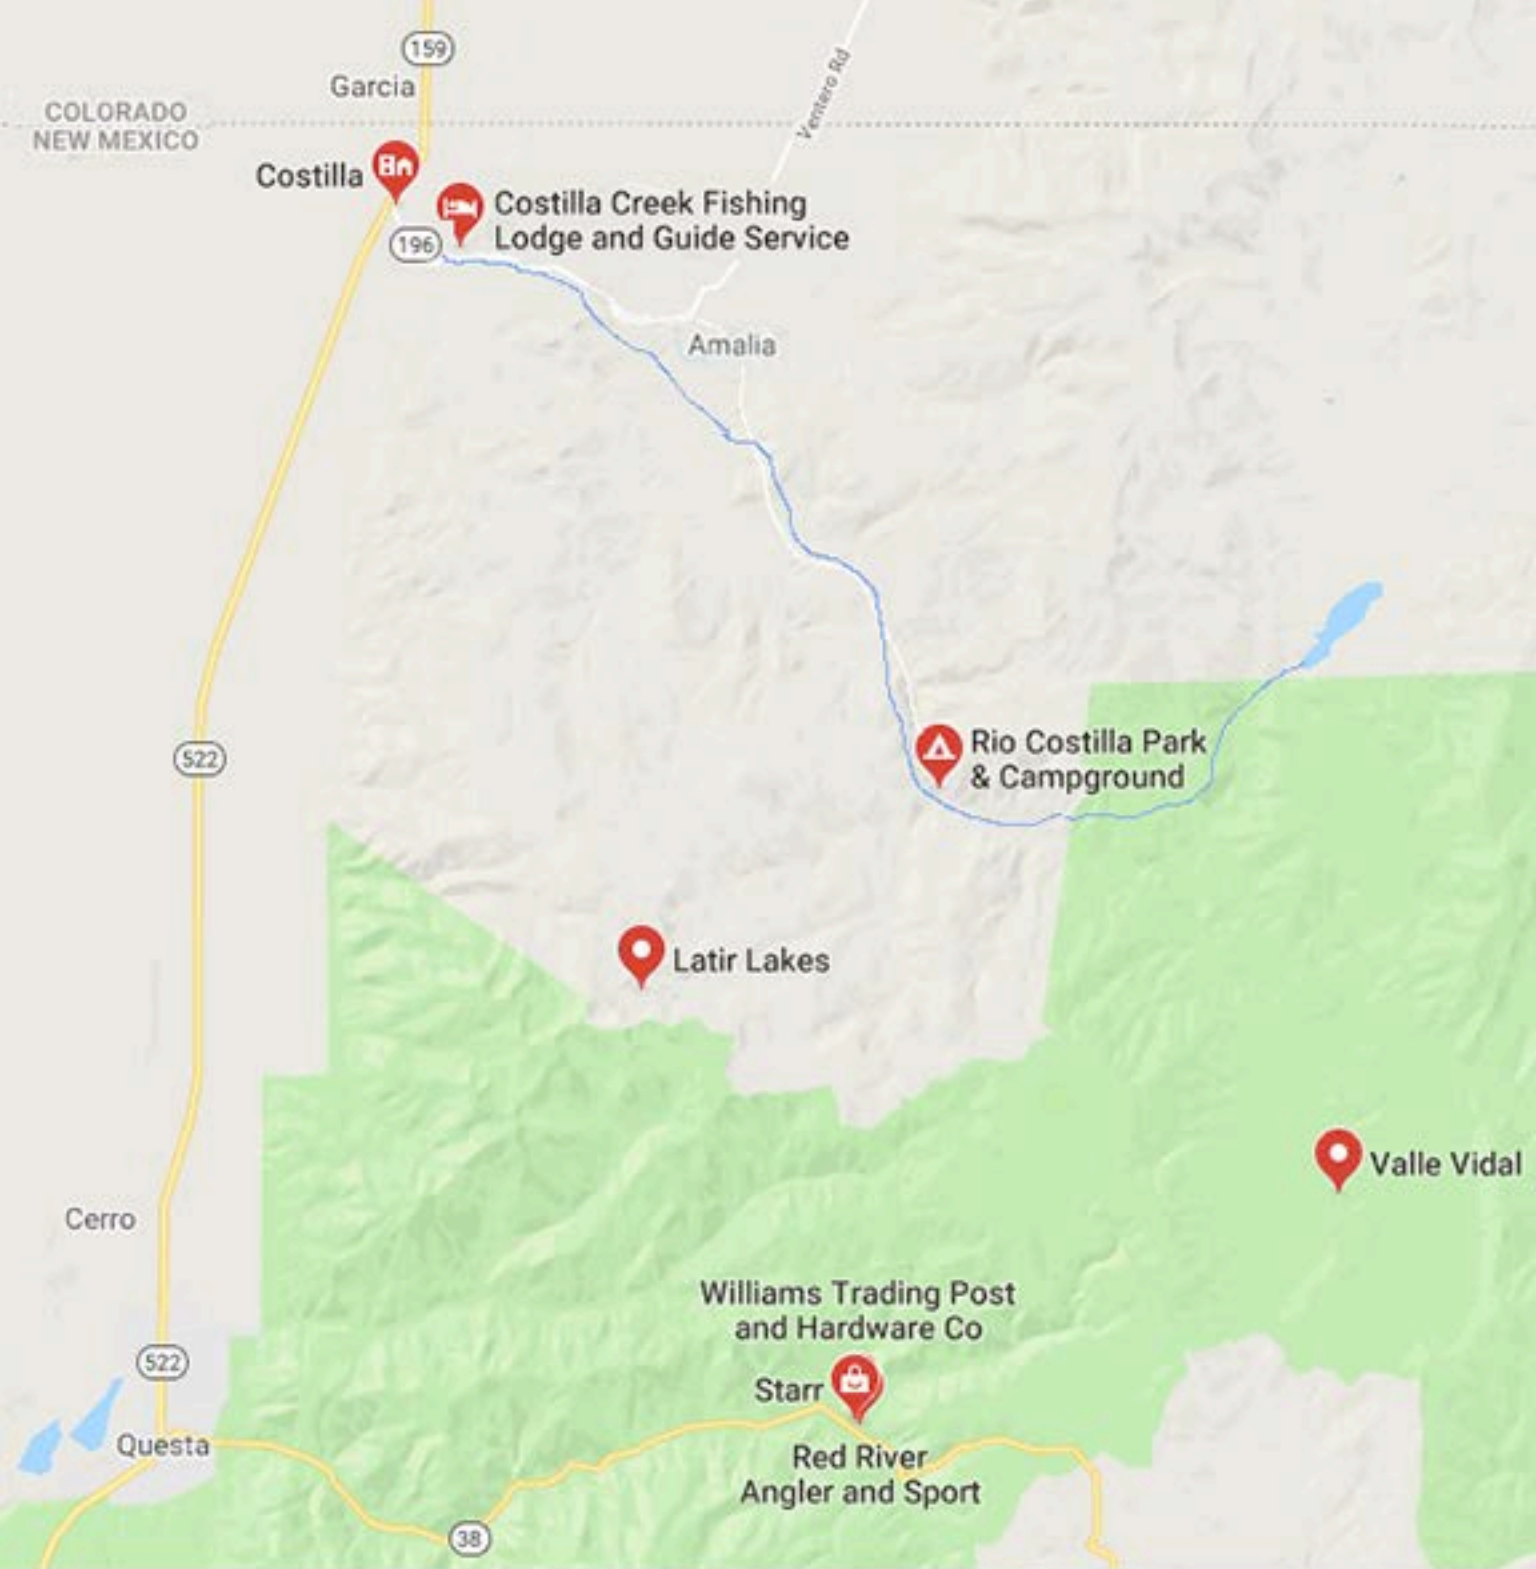 159
Garcia
Ventero Rd
COLORADO
NEW MEXICO
Costilla
Costilla Creek Fishing
Lodge and Guide Service
196
Amalia
522
Rio Costilla Park
& Campground
Latir Lakes
Valle Vidal
Cerro
Williams Trading Post
and Hardware Co
522
Starr
Questa
Red River
Angler and Sport
38